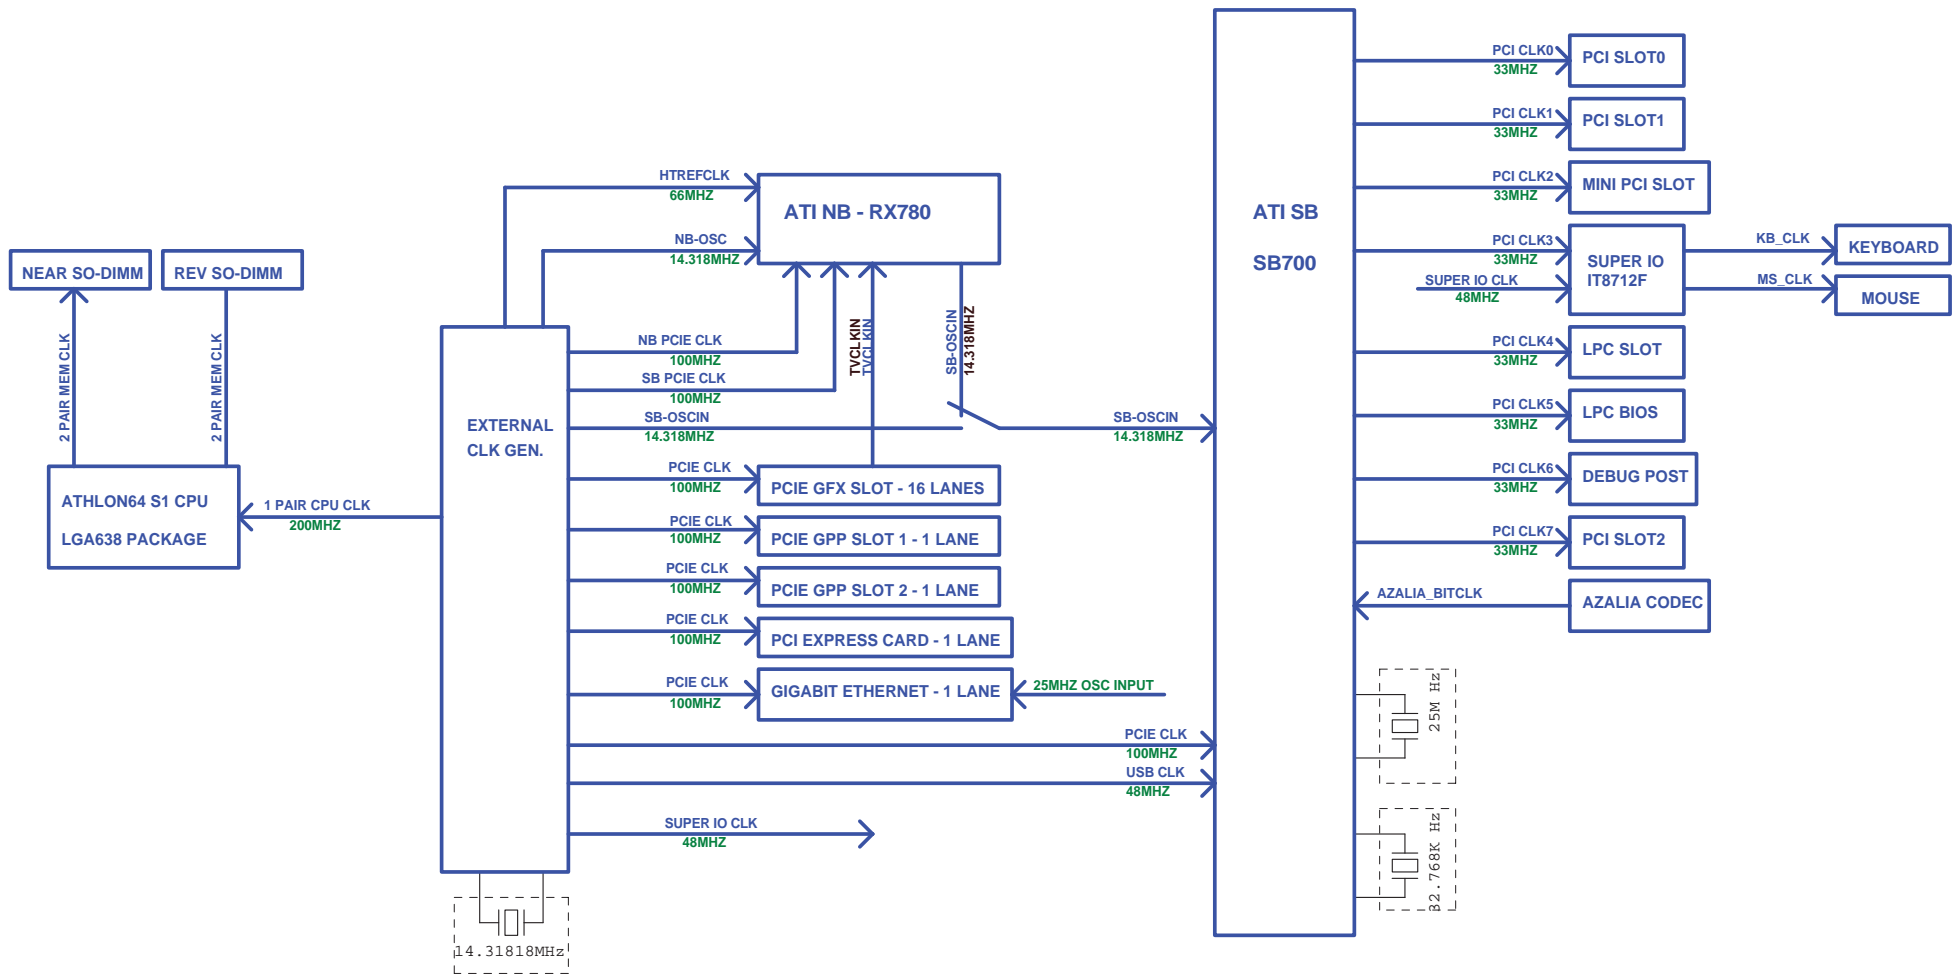 PCI CLK0
33MHZ
PCI SLOT0
PCI CLK1
33MHZ
PCI SLOT1
PCI CLK2
33MHZ
MINI PCI SLOT
PCI CLK3
33MHZ
SUPER IO CLK
48MHZ
SUPER IO
IT8712F
KB_CLK
KEYBOARD
MS_CLK
MOUSE
PCI CLK4
33MHZ
LPC SLOT
PCI CLK5
33MHZ
LPC BIOS
PCI CLK6
33MHZ
DEBUG POST
PCI CLK7
33MHZ
PCI SLOT2
AZALIA_BITCLK
AZALIA CODEC
25M Hz
32.768K Hz
ATI SB
SB700
HTREFCLK
66MHZ
ATI NB - RX780
NB-OSC
14.318MHZ
NEAR SO-DIMM
REV SO-DIMM
2 PAIR MEM CLK
2 PAIR MEM CLK
ATHLON64 S1 CPU
LGA638 PACKAGE
1 PAIR CPU CLK
200MHZ
EXTERNAL
CLK GEN.
NB PCIE CLK
100MHZ
SB PCIE CLK
100MHZ
TVCLKIN
TVCLKIN
SB-OSCIN
14.318MHZ
SB-OSCIN
14.318MHZ
SB-OSCIN
14.318MHZ
PCIE CLK
100MHZ
PCIE GFX SLOT - 16 LANES
PCIE CLK
100MHZ
PCIE GPP SLOT 1 - 1 LANE
PCIE CLK
100MHZ
PCIE GPP SLOT 2 - 1 LANE
PCIE CLK
100MHZ
PCI EXPRESS CARD - 1 LANE
PCIE CLK
100MHZ
GIGABIT ETHERNET - 1 LANE
25MHZ OSC INPUT
PCIE CLK
100MHZ
USB CLK
48MHZ
SUPER IO CLK
48MHZ
14.31818MHz